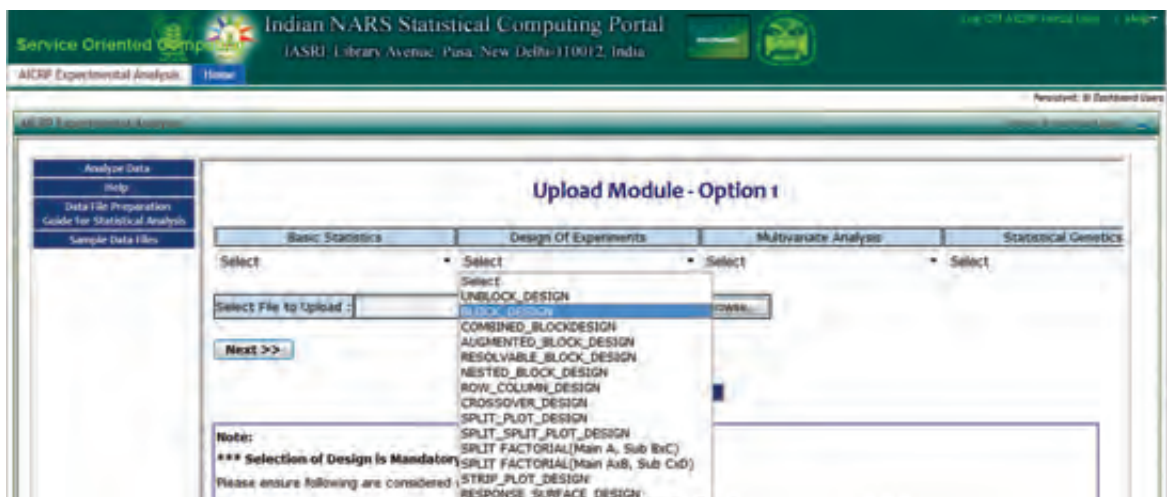 Indian NARS Statistical Computing Portal
Service Oriented
IASRI, Library Avenue, Pusa, New Delhi-110012, India
AICRP Experimental Analysis Home
Analyze Data
Help
Data File Preparation
Guide for Statistical Analysis
Sample Data Files
Upload Module - Option 1
Basic Statistics Design Of Experiments Multivariate Analysis Statistical Genetics
Select Select Select Select
Select
UNBLOCK_DESIGN
Select File to Upload :
BLOCK_DESIGN
COMBINED_BLOCKDESIGN
AUGMENTED_BLOCK_DESIGN
Next >>
RESOLVABLE_BLOCK_DESIGN
NESTED_BLOCK_DESIGN
ROW_COLUMN_DESIGN
CROSSOVER_DESIGN
SPLIT_PLOT_DESIGN
SPLIT_SPLIT_PLOT_DESIGN
Note:
SPLIT FACTORIAL(Main A, Sub BxC)
*** Selection of Design is Mandatory
SPLIT FACTORIAL(Main AxB, Sub CxD)
STRIP_PLOT_DESIGN
Please ensure following are considered
RESPONSE_SURFACE_DESIGN